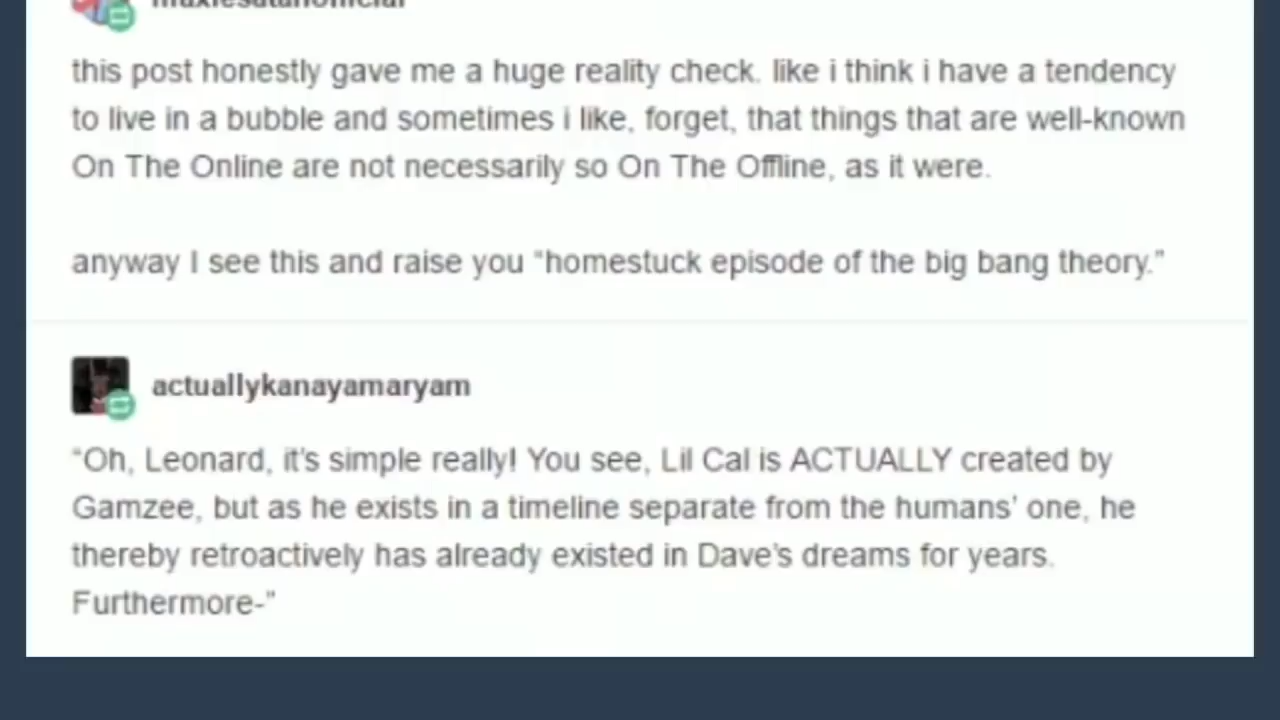 this post honestly gave me a huge reality check. like i think i have a tendency
to live in a bubble and sometimes i like, forget, that things that are well-known
On The Online are not necessarily so On The Offline, as it were.
anyway I see this and raise you “homestuck episode of the big bang theory.”
actuallykanayamaryam
“Oh, Leonard, it’s simple really! You see, Lil Cal is ACTUALLY created by
Gamzee, but as he exists in a timeline separate from the humans’ one, he
thereby retroactively has already existed in Dave’s dreams for years.
Furthermore-”